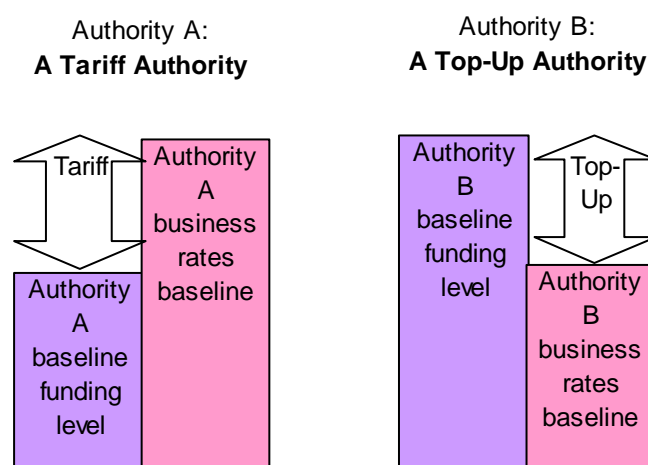 Authority A:
A Tariff Authority
Tariff
Authority
A
business
rates
baseline
Authority
A
baseline
funding
level
Authority B:
A Top-Up Authority
Authority
B
baseline
funding
level
Top-
Up
Authority
B
business
rates
baseline